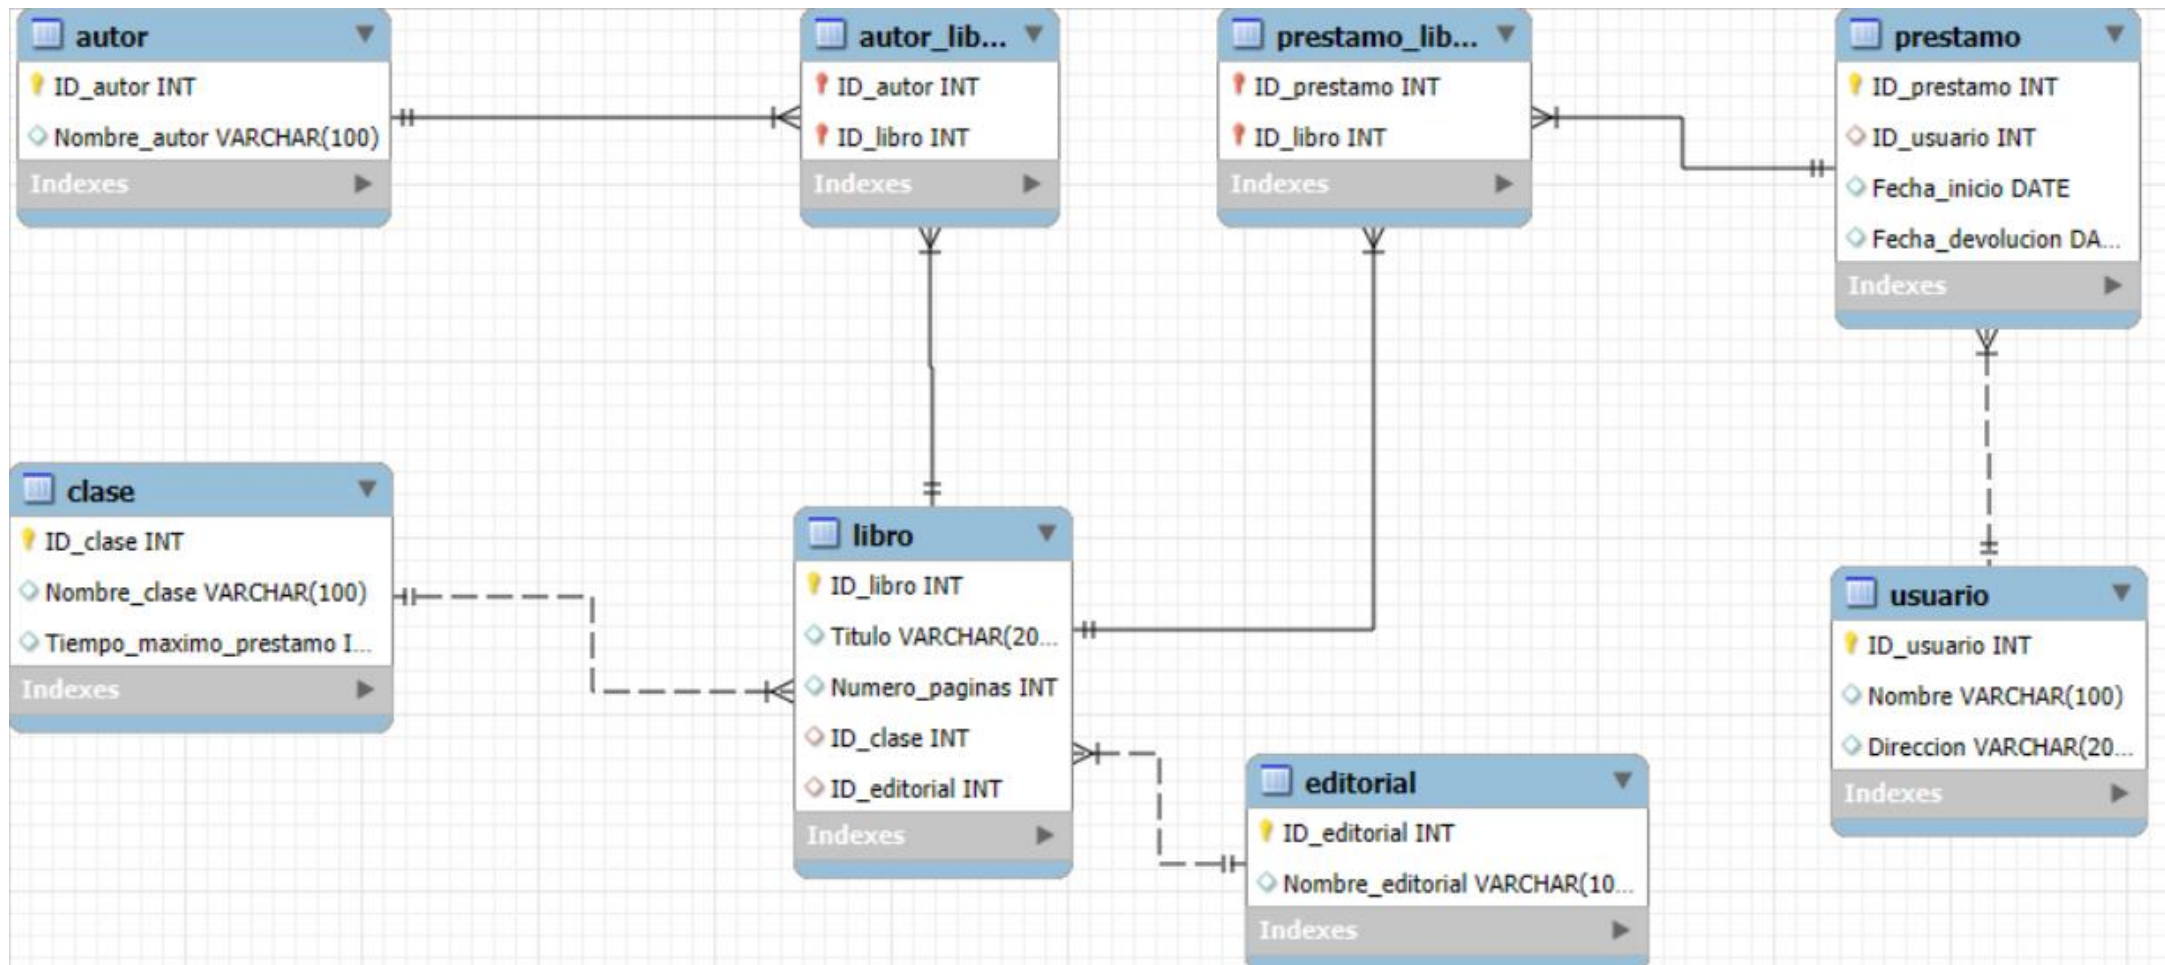 autor
ID_autor INT
Nombre_autor VARCHAR(100)
Indexes
autor_lib...
ID_autor INT
ID_libro INT
Indexes
prestamo_lib...
ID_prestamo INT
ID_libro INT
Indexes
prestamo
ID_prestamo INT
ID_usuario INT
Fecha_inicio DATE
Fecha_devolucion DA...
Indexes
clase
ID_clase INT
Nombre_clase VARCHAR(100)
Tiempo_maximo_prestamo I...
Indexes
libro
ID_libro INT
Titulo VARCHAR(20...
Numero_paginas INT
ID_clase INT
ID_editorial INT
Indexes
editorial
ID_editorial INT
Nombre_editorial VARCHAR(10...
Indexes
usuario
ID_usuario INT
Nombre VARCHAR(100)
Direccion VARCHAR(20...
Indexes